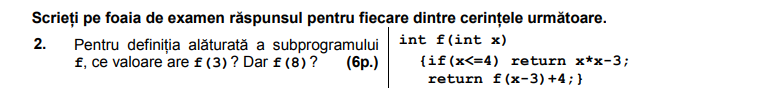 Scrieți pe foaia de examen răspunsul pentru fiecare dintre cerințele următoare.
2. Pentru definiția alăturată a subprogramului
f, ce valoare are f(3)? Dar f(8)? (6p.)
int f(int x)
{if(x<=4) return x*x-3;
return f(x-3)+4;}